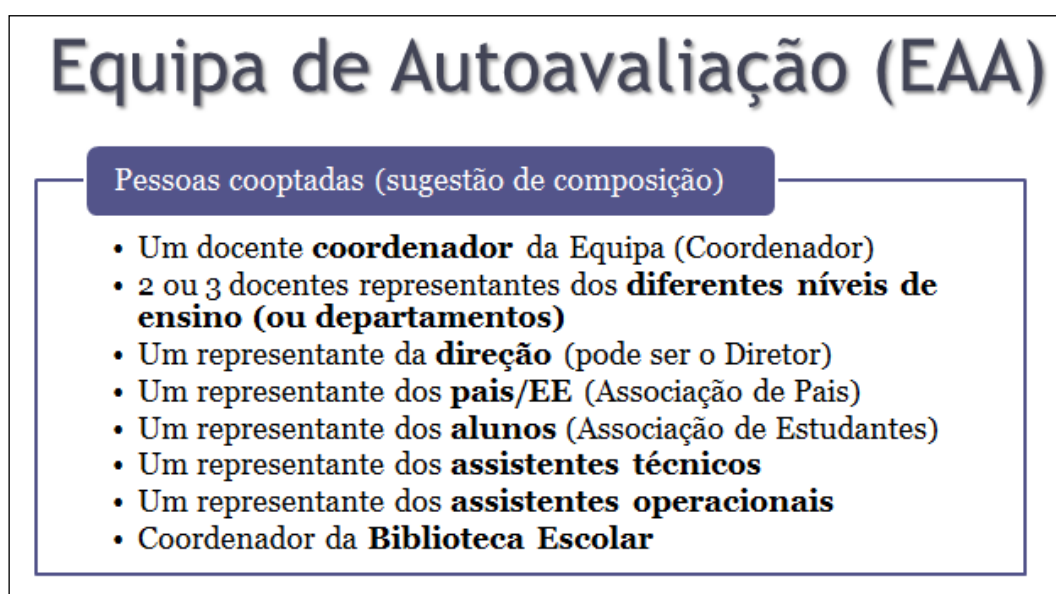 Equipa de Autoavaliação (EAA)
Pessoas cooptadas (sugestão de composição)
• Um docente coordenador da Equipa (Coordenador)
• 2 ou 3 docentes representantes dos diferentes níveis de
ensino (ou departamentos)
• Um representante da direção (pode ser o Diretor)
• Um representante dos pais/EE (Associação de Pais)
• Um representante dos alunos (Associação de Estudantes)
• Um representante dos assistentes técnicos
• Um representante dos assistentes operacionais
• Coordenador da Biblioteca Escolar